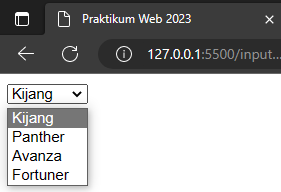 Praktikum Web 2023
127.0.0.1:5500/input...
Kijang
Kijang
Panther
Avanza
Fortuner